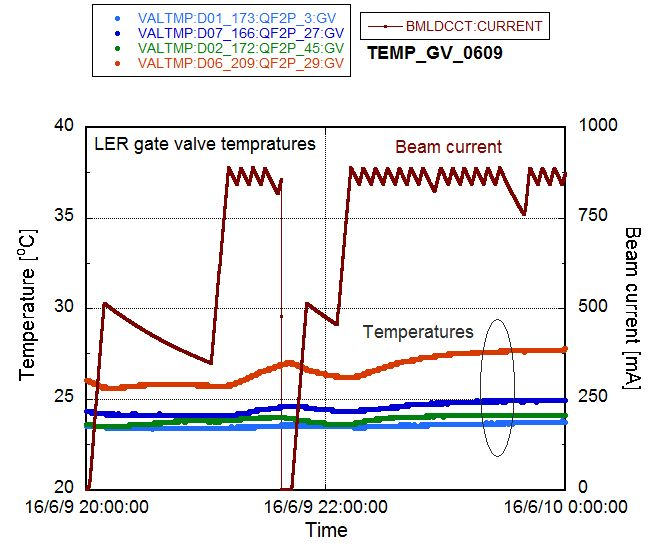 VALTMP:D01_173:QF2P_3:GV
VALTMP:D07_166:QF2P_27:GV
VALTMP:D02_172:QF2P_45:GV
VALTMP:D06_209:QF2P_29:GV
BMLDCCT:CURRENT
TEMP_GV_0609
LER gate valve tempratures
Beam current
Temperatures
40
35
30
25
20
Temperature [°C]
1000
750
500
250
0
Beam current [mA]
16/6/9 20:00:00
16/6/9 22:00:00
16/6/10 0:00:00
Time